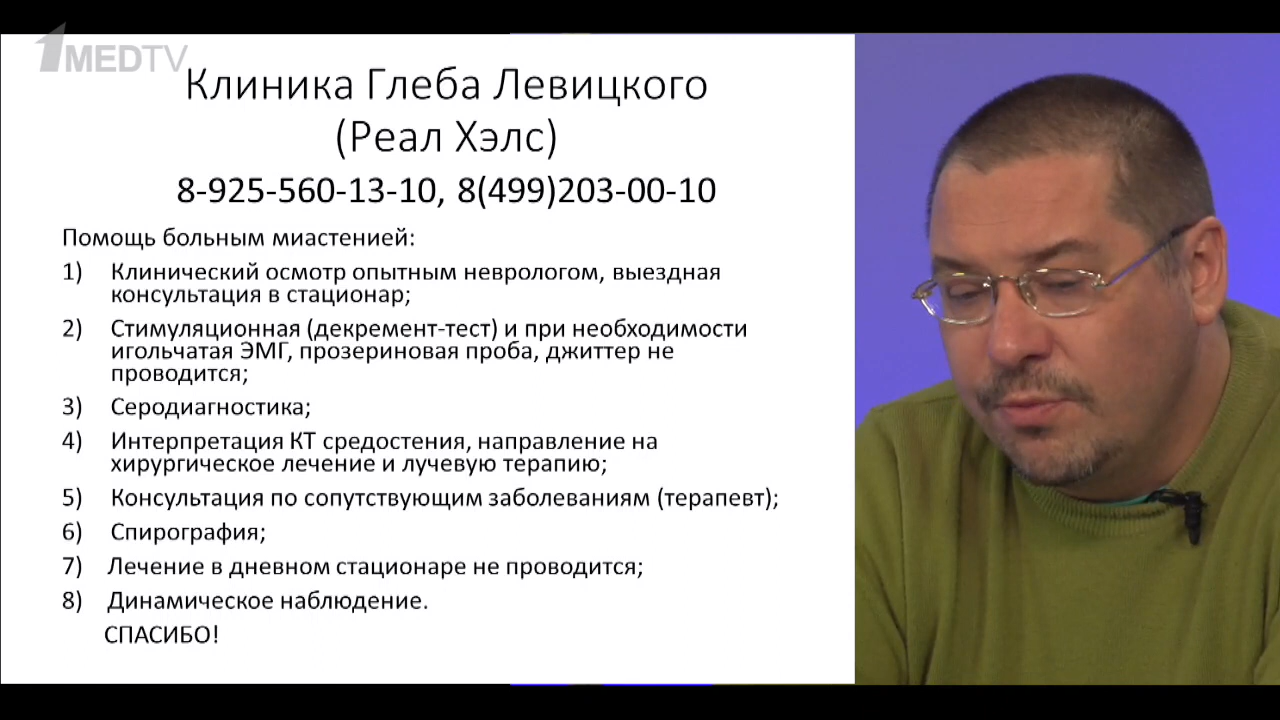 1MEDTV
Клиника Глеба Левицкого
(Реал Хэлс)
8-925-560-13-10, 8(499)203-00-10
Помощь больным миастенией:
1) Клинический осмотр опытным неврологом, выездная
консультация в стационар;
2) Стимуляционная (декремент-тест) и при необходимости
игольчатая ЭМГ, прозериновая проба, джиттер не
проводится;
3) Серодиагностика;
4) Интерпретация КТ средостения, направление на
хирургическое лечение и лучевую терапию;
5) Консультация по сопутствующим заболеваниям (терапевт);
6) Спирография;
7) Лечение в дневном стационаре не проводится;
8) Динамическое наблюдение.
СПАСИБО!